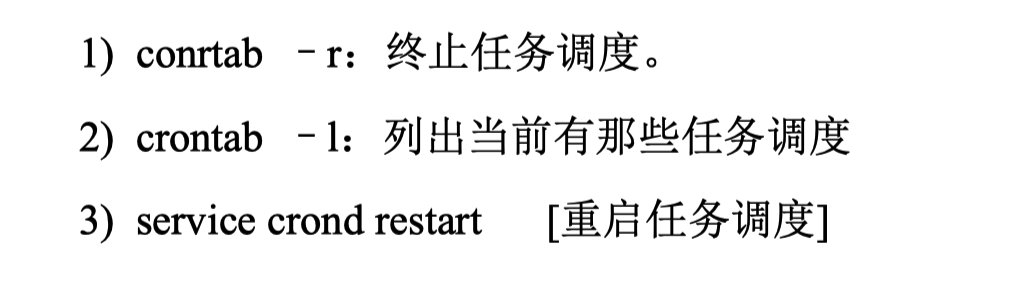 1) conrtab –r：终止任务调度。
2) crontab –l：列出当前有那些任务调度
3) service crond restart [重启任务调度]